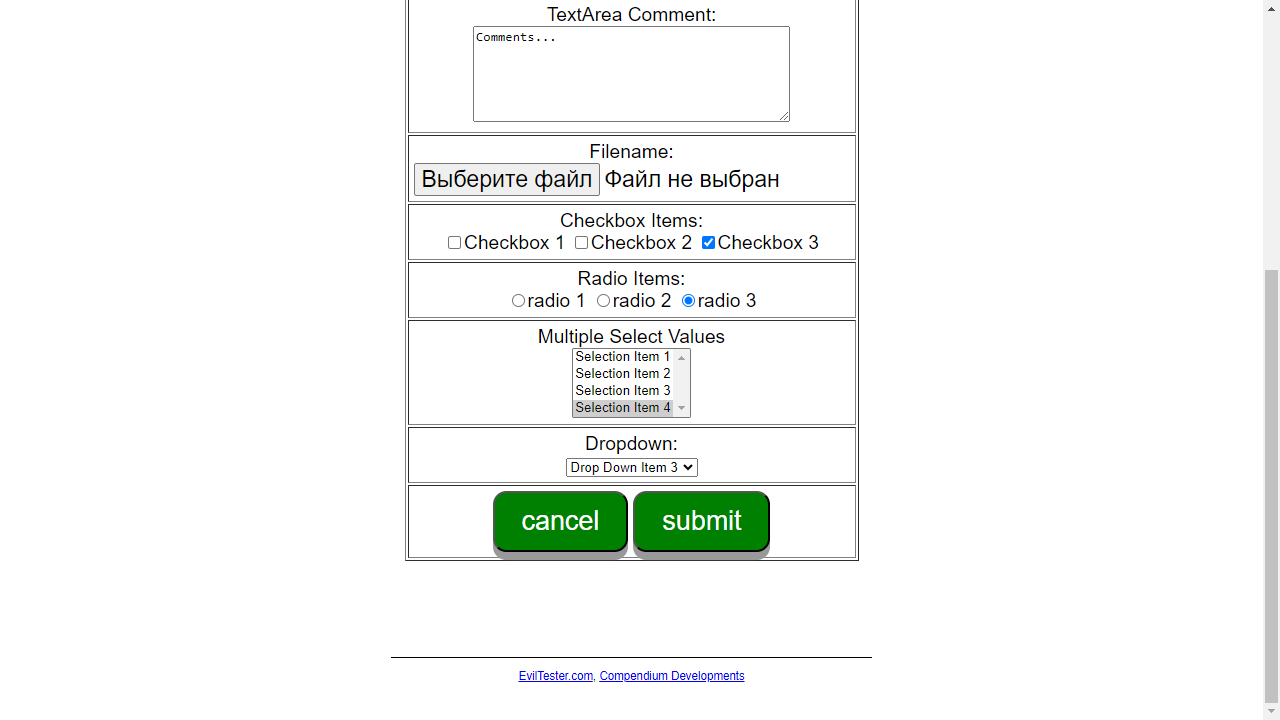 TextArea Comment:
Comments...
Filename:
Выберите файл Файл не выбран
Checkbox Items:
Checkbox 1 Checkbox 2 Checkbox 3
Radio Items:
radio 1 radio 2 radio 3
Multiple Select Values
Selection Item 1
Selection Item 2
Selection Item 3
Selection Item 4
Dropdown:
Drop Down Item 3
cancel submit
EvilTester.com, Compendium Developments